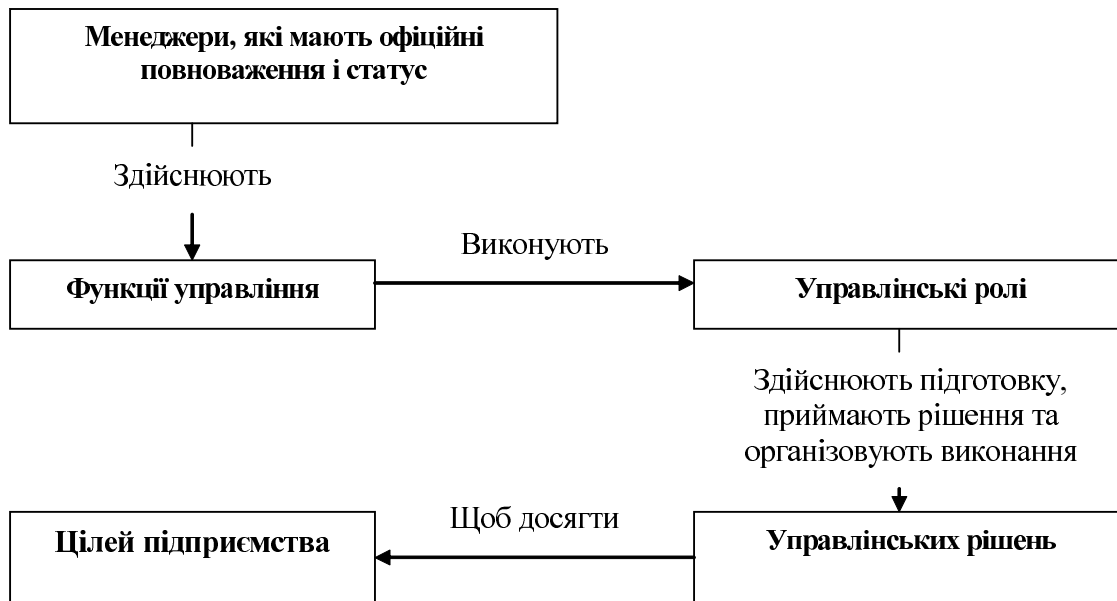 Менеджери, які мають офіційні
повноваження і статус
Здійснюють
Виконують
Функції управління
Управлінські ролі
Здійснюють підготовку,
приймають рішення та
організовують виконання
Щоб досягти
Цілей підприємства
Управлінських рішень